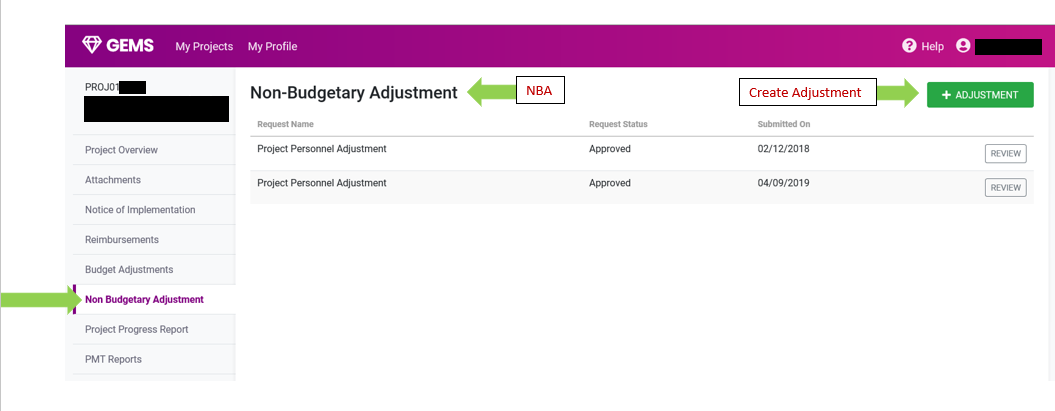 GEMS My Projects My Profile Help
PROJ01
Non-Budgetary Adjustment NBA Create Adjustment + ADJUSTMENT
Request Name Request Status Submitted On
Project Personnel Adjustment Approved 02/12/2018 REVIEW
Project Personnel Adjustment Approved 04/09/2019 REVIEW
Project Overview
Attachments
Notice of Implementation
Reimbursements
Budget Adjustments
Non Budgetary Adjustment
Project Progress Report
PMT Reports